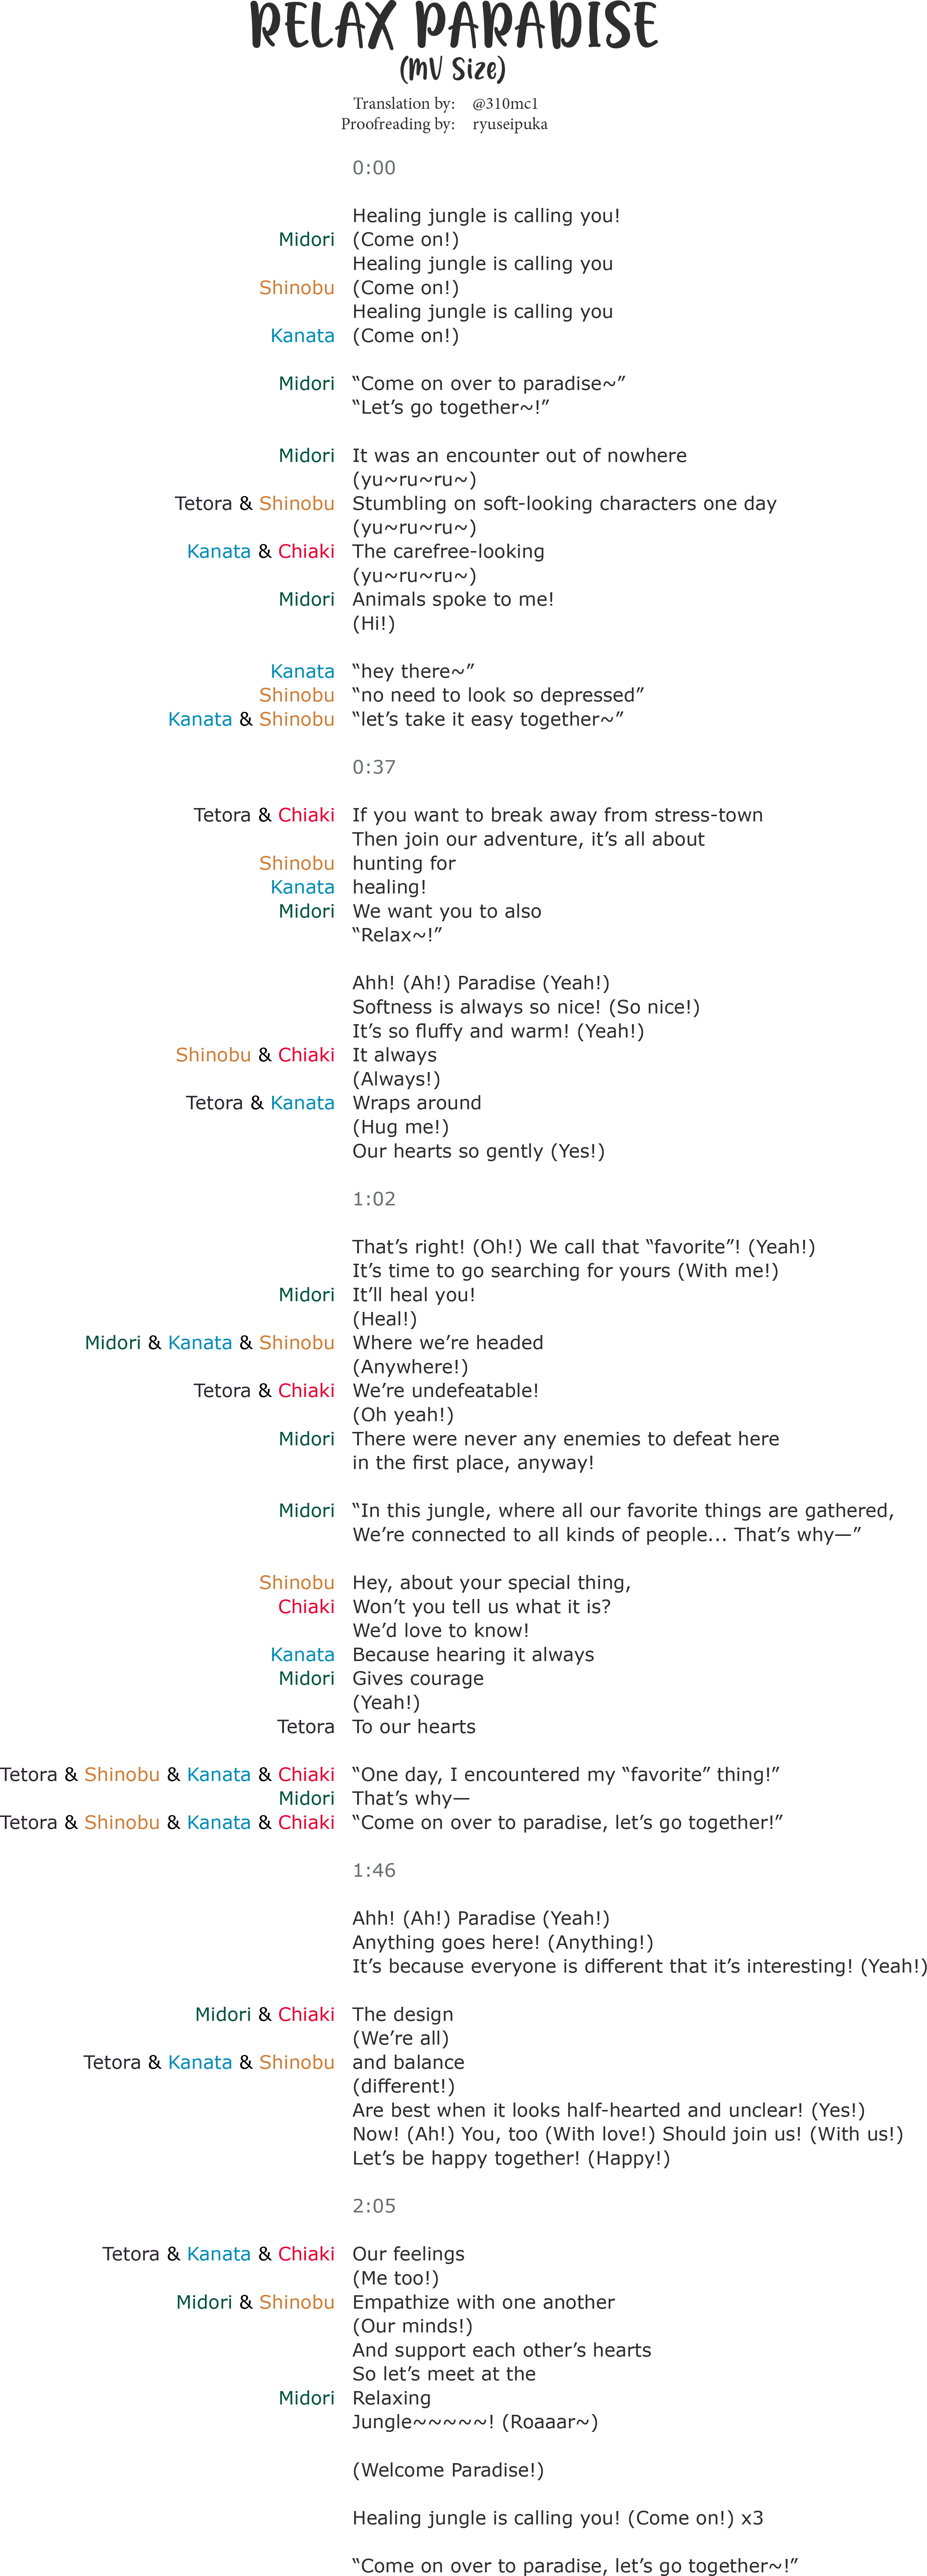 RELAX PARADISE
(MV Size)
Translation by: @310mc1
Proofreading by: ryuseipuka
0:00
Healing jungle is calling you!
Midori (Come on!)
Healing jungle is calling you
Shinobu (Come on!)
Healing jungle is calling you
Kanata (Come on!)
Midori “Come on over to paradise~”
“Let’s go together~!”
Midori It was an encounter out of nowhere
(yu~ru~ru~)
Tetora & Shinobu Stumbling on soft-looking characters one day
(yu~ru~ru~)
Kanata & Chiaki The carefree-looking
(yu~ru~ru~)
Midori Animals spoke to me!
(Hi!)
Kanata “hey there~”
Shinobu “no need to look so depressed”
Kanata & Shinobu “let’s take it easy together~”
0:37
Tetora & Chiaki If you want to break away from stress-town
Then join our adventure, it’s all about
Shinobu hunting for
Kanata healing!
Midori We want you to also
“Relax~!”
Ahh! (Ah!) Paradise (Yeah!)
Softness is always so nice! (So nice!)
It’s so fluffy and warm! (Yeah!)
Shinobu & Chiaki It always
(Always!)
Tetora & Kanata Wraps around
(Hug me!)
Our hearts so gently (Yes!)
1:02
That’s right! (Oh!) We call that “favorite”! (Yeah!)
It’s time to go searching for yours (With me!)
Midori It’ll heal you!
(Heal!)
Midori & Kanata & Shinobu Where we’re headed
(Anywhere!)
Tetora & Chiaki We’re undefeatable!
(Oh yeah!)
Midori There were never any enemies to defeat here
in the first place, anyway!
Midori “In this jungle, where all our favorite things are gathered,
We’re connected to all kinds of people... That’s why—”
Shinobu Hey, about your special thing,
Chiaki Won’t you tell us what it is?
We’d love to know!
Kanata Because hearing it always
Midori Gives courage
(Yeah!)
Tetora To our hearts
Tetora & Shinobu & Kanata & Chiaki “One day, I encountered my “favorite” thing!”
Midori That’s why—
Tetora & Shinobu & Kanata & Chiaki “Come on over to paradise, let’s go together!”
1:46
Ahh! (Ah!) Paradise (Yeah!)
Anything goes here! (Anything!)
It’s because everyone is different that it’s interesting! (Yeah!)
Midori & Chiaki The design
(We’re all)
Tetora & Kanata & Shinobu and balance
(different!)
Are best when it looks half-hearted and unclear! (Yes!)
Now! (Ah!) You, too (With love!) Should join us! (With us!)
Let’s be happy together! (Happy!)
2:05
Tetora & Kanata & Chiaki Our feelings
(Me too!)
Midori & Shinobu Empathize with one another
(Our minds!)
And support each other’s hearts
So let’s meet at the
Midori Relaxing
Jungle~~~~~! (Roaaar~)
(Welcome Paradise!)
Healing jungle is calling you! (Come on!) x3
“Come on over to paradise, let’s go together~!”